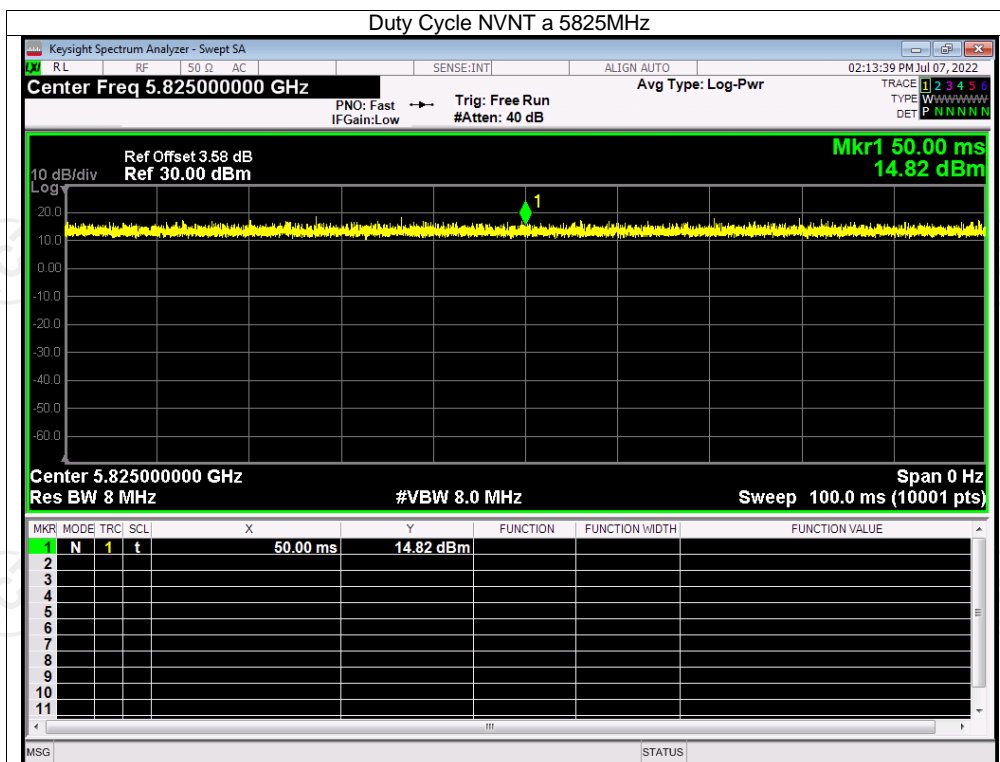 Duty Cycle NVNT a 5825MHz
Keysight Spectrum Analyzer - Swept SA
LXI RL RF 50 Ω AC SENSE:INT ALIGN AUTO 02:13:39 PM Jul 07, 2022
Center Freq 5.825000000 GHz Avg Type: Log-Pwr TRACE 1 2 3 4 5 6
PNO: Fast Trig: Free Run TYPE WWWWWW
IFGain:Low #Atten: 40 dB DET P N N N N N
Mkr1 50.00 ms
Ref Offset 3.58 dB
10 dB/div Ref 30.00 dBm 14.82 dBm
Log
1
20.0
10.0
0.00
-10.0
-20.0
-30.0
-40.0
-50.0
-60.0
Center 5.825000000 GHz Span 0 Hz
Res BW 8 MHz #VBW 8.0 MHz Sweep 100.0 ms (10001 pts)
MKR MODE TRC SCL X Y FUNCTION FUNCTION WIDTH FUNCTION VALUE
1 N 1 t 50.00 ms 14.82 dBm
2
3
4
5
6
7
8
9
10
11
MSG STATUS